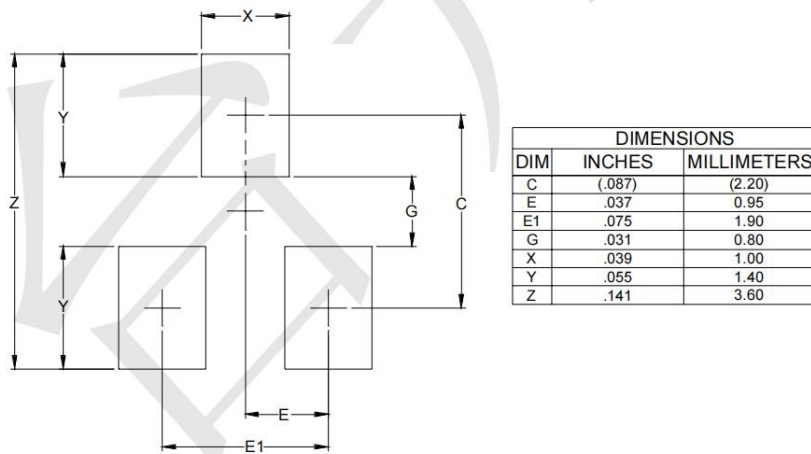 X
Y
Z
G
C
Y
E
E1
DIMENSIONS
DIM INCHES MILLIMETERS
C (.087) (2.20)
E .037 0.95
E1 .075 1.90
G .031 0.80
X .039 1.00
Y .055 1.40
Z .141 3.60